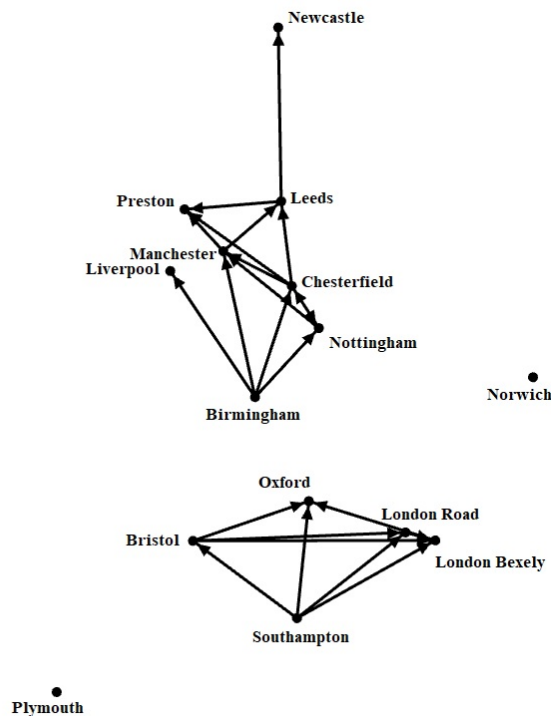 Newcastle
Preston
Leeds
Manchester
Liverpool
Chesterfield
Nottingham
Norwich
Birmingham
Oxford
London Road
Bristol
London Bexely
Southampton
Plymouth